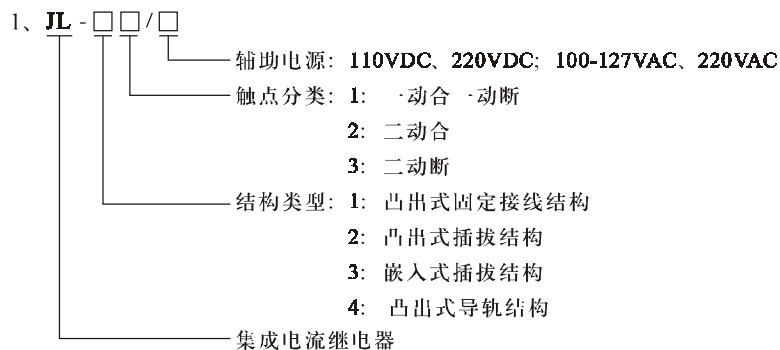 1、JL-□□/□
辅助电源：110VDC、220VDC；100-127VAC、220VAC
触点分类：1：一动合一动断
2：二动合
3：二动断
结构类型：1：凸出式固定接线结构
2：凸出式插拔结构
3：嵌入式插拔结构
4：凸出式导轨结构
集成电流继电器